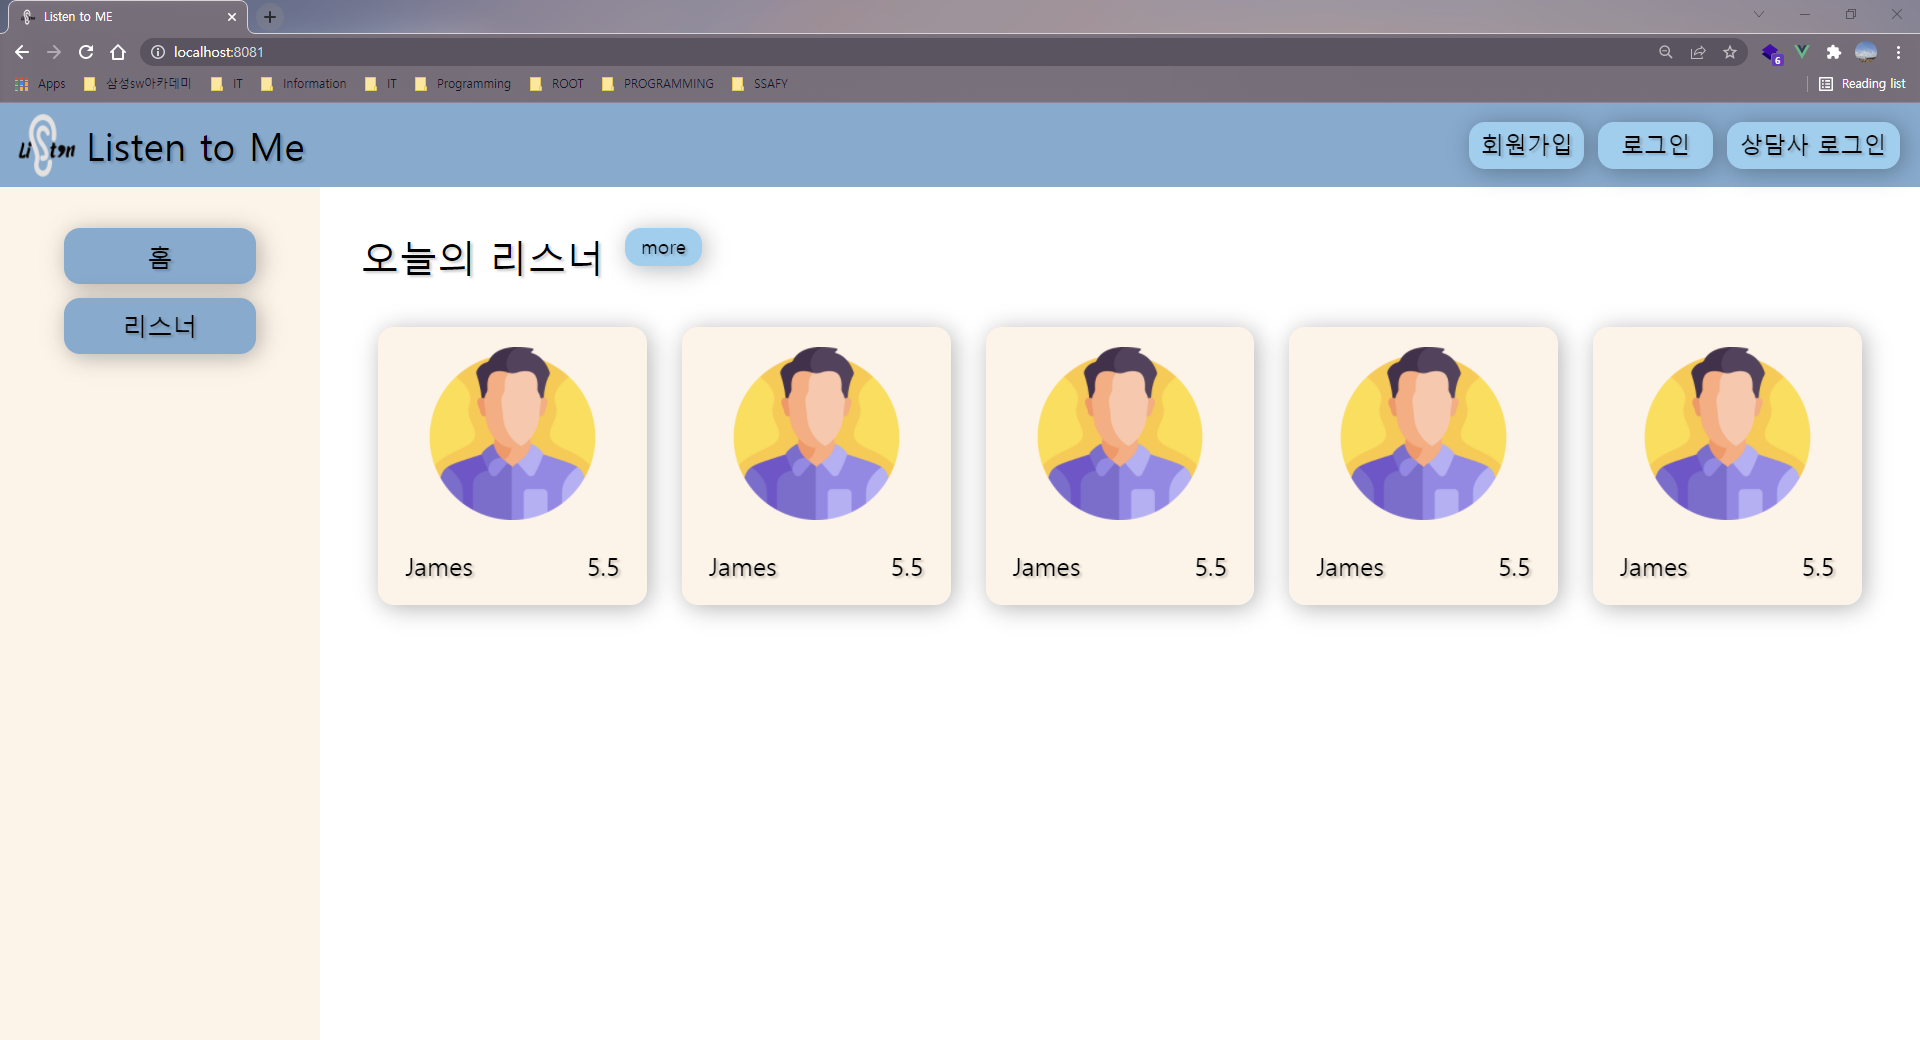 Listen to ME
localhost:8081
6
Apps 삼성sw아카데미 IT Information IT Programming ROOT PROGRAMMING SSAFY Reading list
Listen Listen to Me 회원가입 로그인 상담사 로그인
홈
리스너
오늘의 리스너 more
James 5.5 James 5.5 James 5.5 James 5.5 James 5.5